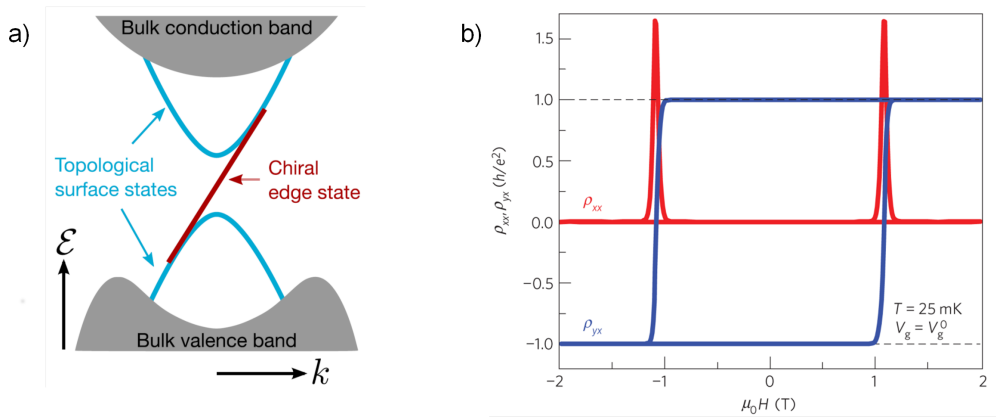 a)
Bulk conduction band
Topological
surface states
Chiral
edge state
ℰ
Bulk valence band
k
b)
ρxx, ρyx (h/e²)
1.5
1.0
0.5
0.0
−0.5
−1.0
ρxx
ρyx
T = 25 mK
Vg = Vg⁰
−2
−1
0
1
2
μ₀H (T)